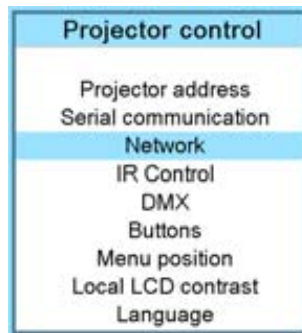 Projector control
Projector address
Serial communication
Network
IR Control
DMX
Buttons
Menu position
Local LCD contrast
Language